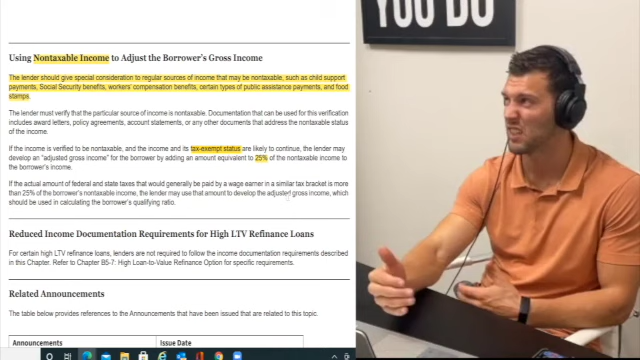 YOU DO
Using Nontaxable Income to Adjust the Borrower's Gross Income
The lender should give special consideration to regular sources of income that may be nontaxable, such as child support
payments, Social Security benefits, workers' compensation benefits, certain types of public assistance payments, and food
stamps.
The lender must verify that the particular source of income is nontaxable. Documentation that can be used for this verification
includes award letters, policy agreements, account statements, or any other documents that address the nontaxable status
of the income.
If the income is verified to be nontaxable, and the income and its tax-exempt status are likely to continue, the lender may
develop an "adjusted gross income" for the borrower by adding an amount equivalent to 25% of the nontaxable income to
the borrower's income.
If the actual amount of federal and state taxes that would generally be paid by a wage earner in a similar tax bracket is more
than 25% of the borrower's nontaxable income, the lender may use that amount to develop the adjusted gross income, which
should be used in calculating the borrower's qualifying ratio.
Reduced Income Documentation Requirements for High LTV Refinance Loans
For certain high LTV refinance loans, lenders are not required to follow the income documentation requirements described
in this Chapter. Refer to Chapter B5-7: High Loan-to-Value Refinance Option for specific requirements.
Related Announcements
The table below provides references to the Announcements that have been issued that are related to this topic.
Announcements Issue Date